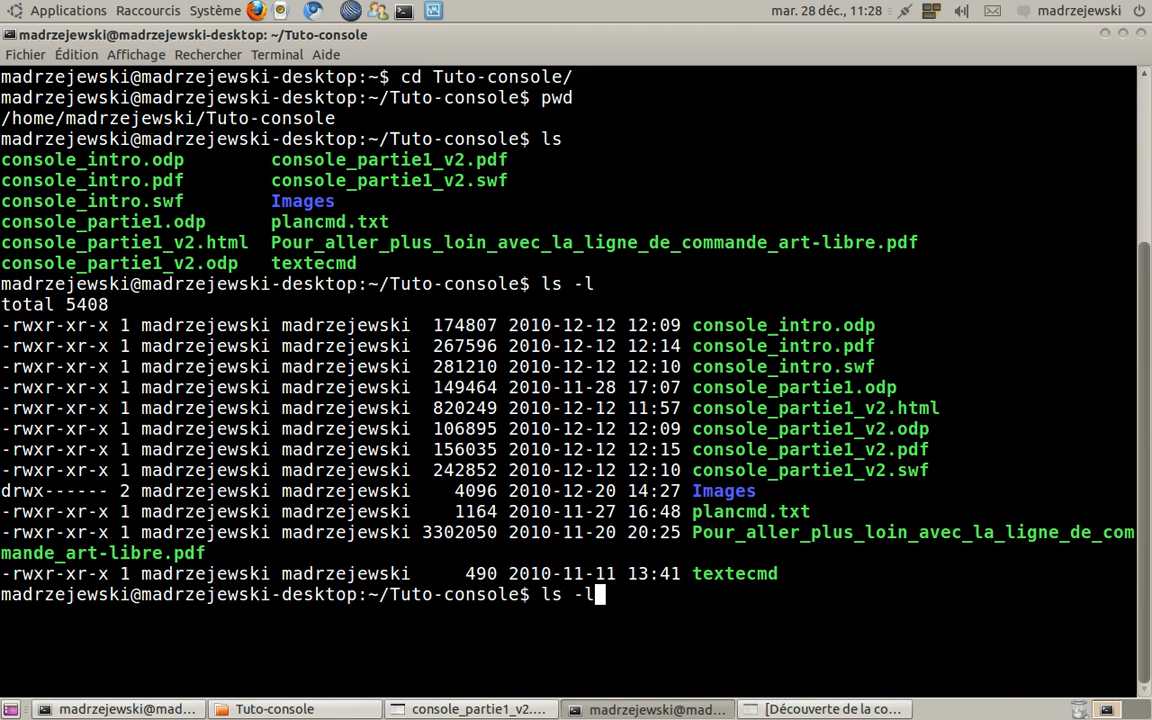 Applications Raccourcis Système mar. 28 déc., 11:28 madrzejewski
madrzejewski@madrzejewski-desktop: ~/Tuto-console
Fichier Édition Affichage Rechercher Terminal Aide
madrzejewski@madrzejewski-desktop:~$ cd Tuto-console/
madrzejewski@madrzejewski-desktop:~/Tuto-console$ pwd
/home/madrzejewski/Tuto-console
madrzejewski@madrzejewski-desktop:~/Tuto-console$ ls
console_intro.odp console_partie1_v2.pdf
console_intro.pdf console_partie1_v2.swf
console_intro.swf Images
console_partie1.odp plancmd.txt
console_partie1_v2.html Pour_aller_plus_loin_avec_la_ligne_de_commande_art-libre.pdf
console_partie1_v2.odp textecmd
madrzejewski@madrzejewski-desktop:~/Tuto-console$ ls -l
total 5408
-rwxr-xr-x 1 madrzejewski madrzejewski 174807 2010-12-12 12:09 console_intro.odp
-rwxr-xr-x 1 madrzejewski madrzejewski 267596 2010-12-12 12:14 console_intro.pdf
-rwxr-xr-x 1 madrzejewski madrzejewski 281210 2010-12-12 12:10 console_intro.swf
-rwxr-xr-x 1 madrzejewski madrzejewski 149464 2010-11-28 17:07 console_partie1.odp
-rwxr-xr-x 1 madrzejewski madrzejewski 820249 2010-12-12 11:57 console_partie1_v2.html
-rwxr-xr-x 1 madrzejewski madrzejewski 106895 2010-12-12 12:09 console_partie1_v2.odp
-rwxr-xr-x 1 madrzejewski madrzejewski 156035 2010-12-12 12:15 console_partie1_v2.pdf
-rwxr-xr-x 1 madrzejewski madrzejewski 242852 2010-12-12 12:10 console_partie1_v2.swf
drwx------ 2 madrzejewski madrzejewski 4096 2010-12-20 14:27 Images
-rwxr-xr-x 1 madrzejewski madrzejewski 1164 2010-11-27 16:48 plancmd.txt
-rwxr-xr-x 1 madrzejewski madrzejewski 3302050 2010-11-20 20:25 Pour_aller_plus_loin_avec_la_ligne_de_com
mande_art-libre.pdf
-rwxr-xr-x 1 madrzejewski madrzejewski 490 2010-11-11 13:41 textecmd
madrzejewski@madrzejewski-desktop:~/Tuto-console$ ls -l
madrzejewski@mad... Tuto-console console_partie1_v2.... madrzejewski@mad... [Découverte de la co...